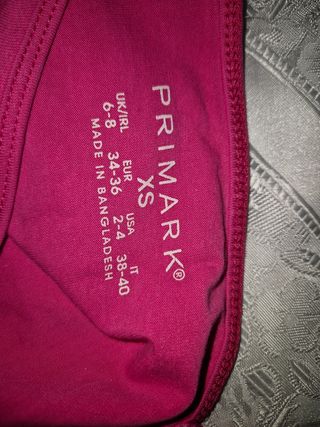 PRIMARK®
XS
UK/IRL EUR USA IT
6-8 34-36 2-4 38-40
MADE IN BANGLADESH